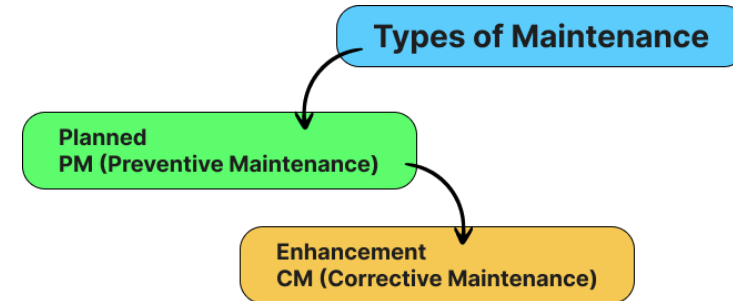 Types of Maintenance
Planned
PM (Preventive Maintenance)
Enhancement
CM (Corrective Maintenance)